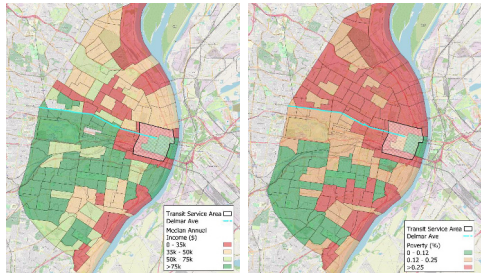 Transit Service Area
Delmar Ave
Median Annual
Income ($)
0 - 35k
35k - 50k
50k - 75k
>75k
Transit Service Area
Delmar Ave
Poverty (%)
0 - 0.12
0.12 - 0.25
>0.25